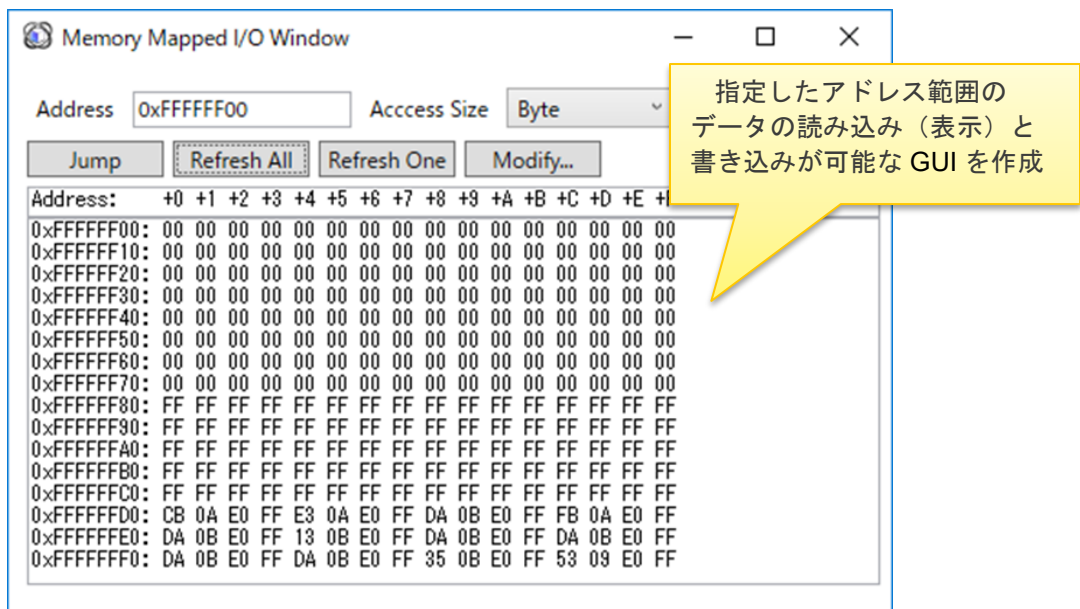 Memory Mapped I/O Window
Address 0xFFFFFF00 Acccess Size Byte
Jump Refresh All Refresh One Modify...
Address: +0 +1 +2 +3 +4 +5 +6 +7 +8 +9 +A +B +C +D +E
0xFFFFFF00: 00 00 00 00 00 00 00 00 00 00 00 00 00 00 00 00
0xFFFFFF10: 00 00 00 00 00 00 00 00 00 00 00 00 00 00 00 00
0xFFFFFF20: 00 00 00 00 00 00 00 00 00 00 00 00 00 00 00 00
0xFFFFFF30: 00 00 00 00 00 00 00 00 00 00 00 00 00 00 00 00
0xFFFFFF40: 00 00 00 00 00 00 00 00 00 00 00 00 00 00 00 00
0xFFFFFF50: 00 00 00 00 00 00 00 00 00 00 00 00 00 00 00 00
0xFFFFFF60: 00 00 00 00 00 00 00 00 00 00 00 00 00 00 00 00
0xFFFFFF70: 00 00 00 00 00 00 00 00 00 00 00 00 00 00 00 00
0xFFFFFF80: FF FF FF FF FF FF FF FF FF FF FF FF FF FF FF FF
0xFFFFFF90: FF FF FF FF FF FF FF FF FF FF FF FF FF FF FF FF
0xFFFFFFA0: FF FF FF FF FF FF FF FF FF FF FF FF FF FF FF FF
0xFFFFFFB0: FF FF FF FF FF FF FF FF FF FF FF FF FF FF FF FF
0xFFFFFFC0: FF FF FF FF FF FF FF FF FF FF FF FF FF FF FF FF
0xFFFFFFD0: CB 0A E0 FF E3 0A E0 FF DA 0B E0 FF FB 0A E0 FF
0xFFFFFFE0: DA 0B E0 FF 13 0B E0 FF DA 0B E0 FF DA 0B E0 FF
0xFFFFFFF0: DA 0B E0 FF DA 0B E0 FF 35 0B E0 FF 53 09 E0 FF
指定したアドレス範囲の
データの読み込み（表示）と
書き込みが可能な GUI を作成